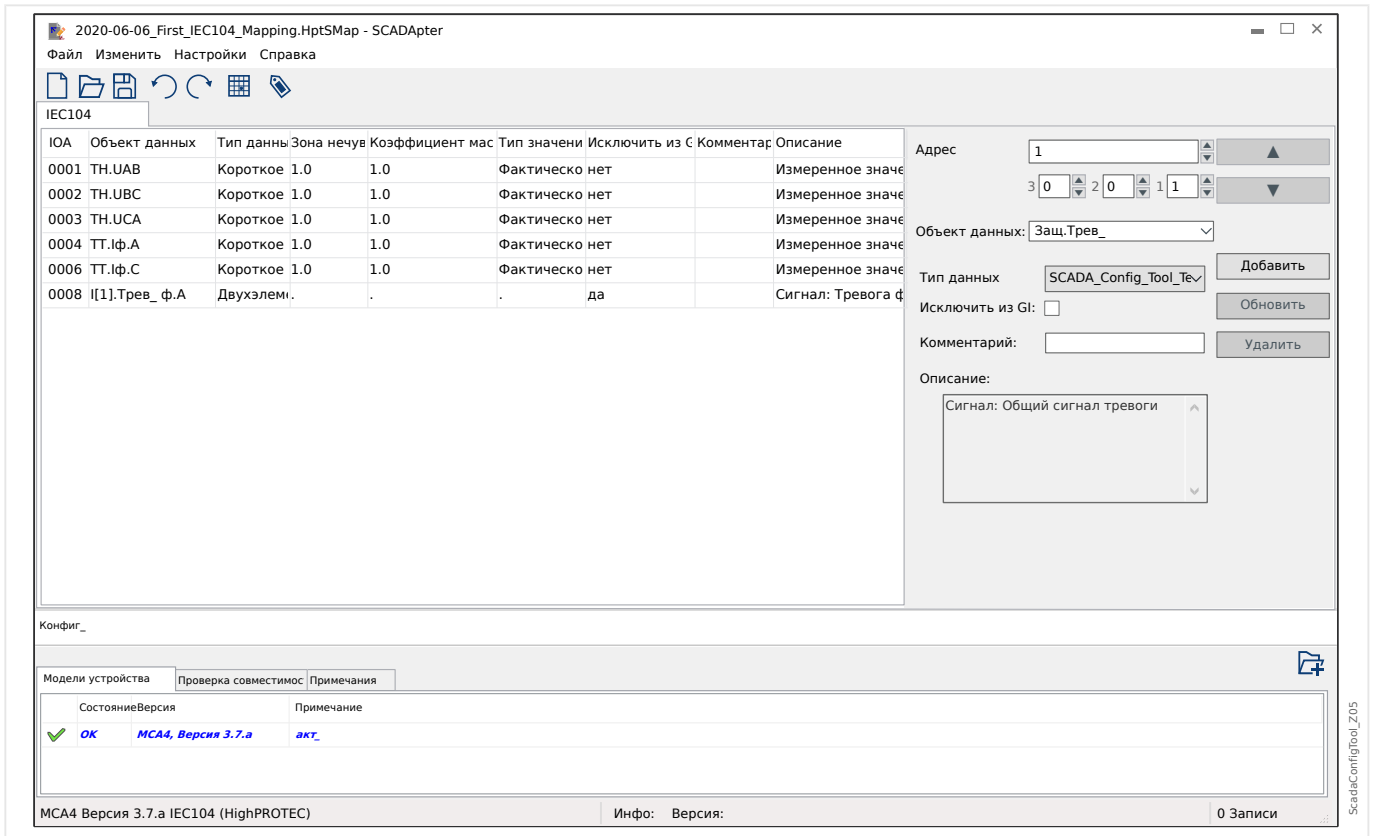 2020-06-06_First_IEC104_Mapping.HptSMap - SCADApter
Файл Изменить Настройки Справка
IEC104
IOA Объект данных Тип данны Зона нечув Коэффициент мас Тип значени Исключить из G Комментар Описание
0001 ТН.UAB Короткое 1.0 1.0 Фактическо нет Измеренное значе
0002 ТН.UBC Короткое 1.0 1.0 Фактическо нет Измеренное значе
0003 ТН.UCA Короткое 1.0 1.0 Фактическо нет Измеренное значе
0004 ТТ.Iф.А Короткое 1.0 1.0 Фактическо нет Измеренное значе
0006 ТТ.Iф.С Короткое 1.0 1.0 Фактическо нет Измеренное значе
0008 I[1].Трев_ ф.А Двухэлем . . . да Сигнал: Тревога ф
Адрес 1
3 0 2 0 1 1
Объект данных: Защ.Трев_
Тип данных SCADA_Config_Tool_Te
Исключить из GI:
Комментарий:
Описание:
Сигнал: Общий сигнал тревоги
Добавить
Обновить
Удалить
Конфиг_
Модели устройства Проверка совместимос Примечания
Состояние Версия Примечание
OK MCA4, Версия 3.7.a акт_
MCA4 Версия 3.7.a IEC104 (HighPROTEC) Инфо: Версия: 0 Записи
ScadaConfigTool_Z05